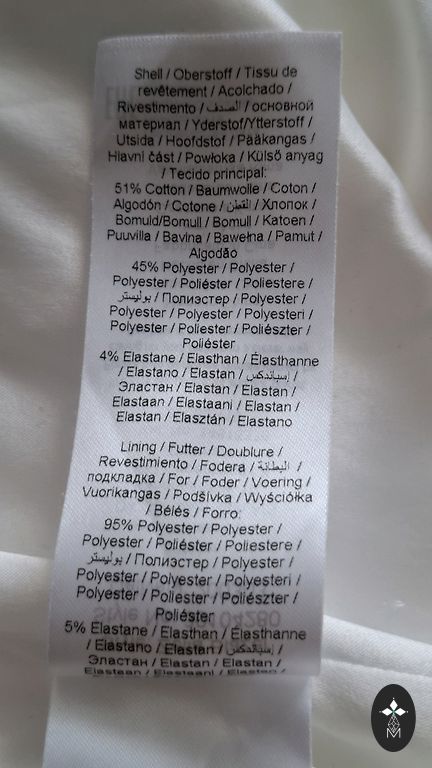 Shell / Oberstoff / Tissu de
revêtement / Acolchado /
Rivestimento / الصدف / основной
материал / Yderstof/Ytterstoff /
Utsida / Hoofdstof / Pääkangas /
Hlavní část / Powłoka / Külső anyag
/ Tecido principal:
51% Cotton / Baumwolle / Coton /
Algodón / Cotone / القطن / Хлопок /
Bomuld/Bomull / Bomull / Katoen /
Puuvilla / Bavlna / Bawełna / Pamut /
Algodão
45% Polyester / Polyester /
Polyester / Poliéster / Poliestere /
بوليستر / Полиэстер / Polyester /
Polyester / Polyester / Polyesteri /
Polyester / Poliester / Poliészter /
Poliéster
4% Elastane / Elasthan / Élasthanne
/ Elastano / Elastan / إسباندكس /
Эластан / Elastan / Elastan /
Elastaan / Elastaani / Elastan /
Elastan / Elasztán / Elastano
Lining / Futter / Doublure /
Revestimiento / Fodera / البطانة /
подкладка / For / Foder / Voering /
Vuorikangas / Podšívka / Wyściółka
/ Bélés / Forro:
95% Polyester / Polyester /
Polyester / Poliéster / Poliestere /
بوليستر / Полиэстер / Polyester /
Polyester / Polyester / Polyesteri /
Polyester / Poliester / Poliészter /
Poliéster
5% Elastane / Elasthan / Élasthanne
/ Elastano / Elastan / إسباندكس /
Эластан / Elastan / Elastan /
Elastaan / Elastaani / Elastan /
M